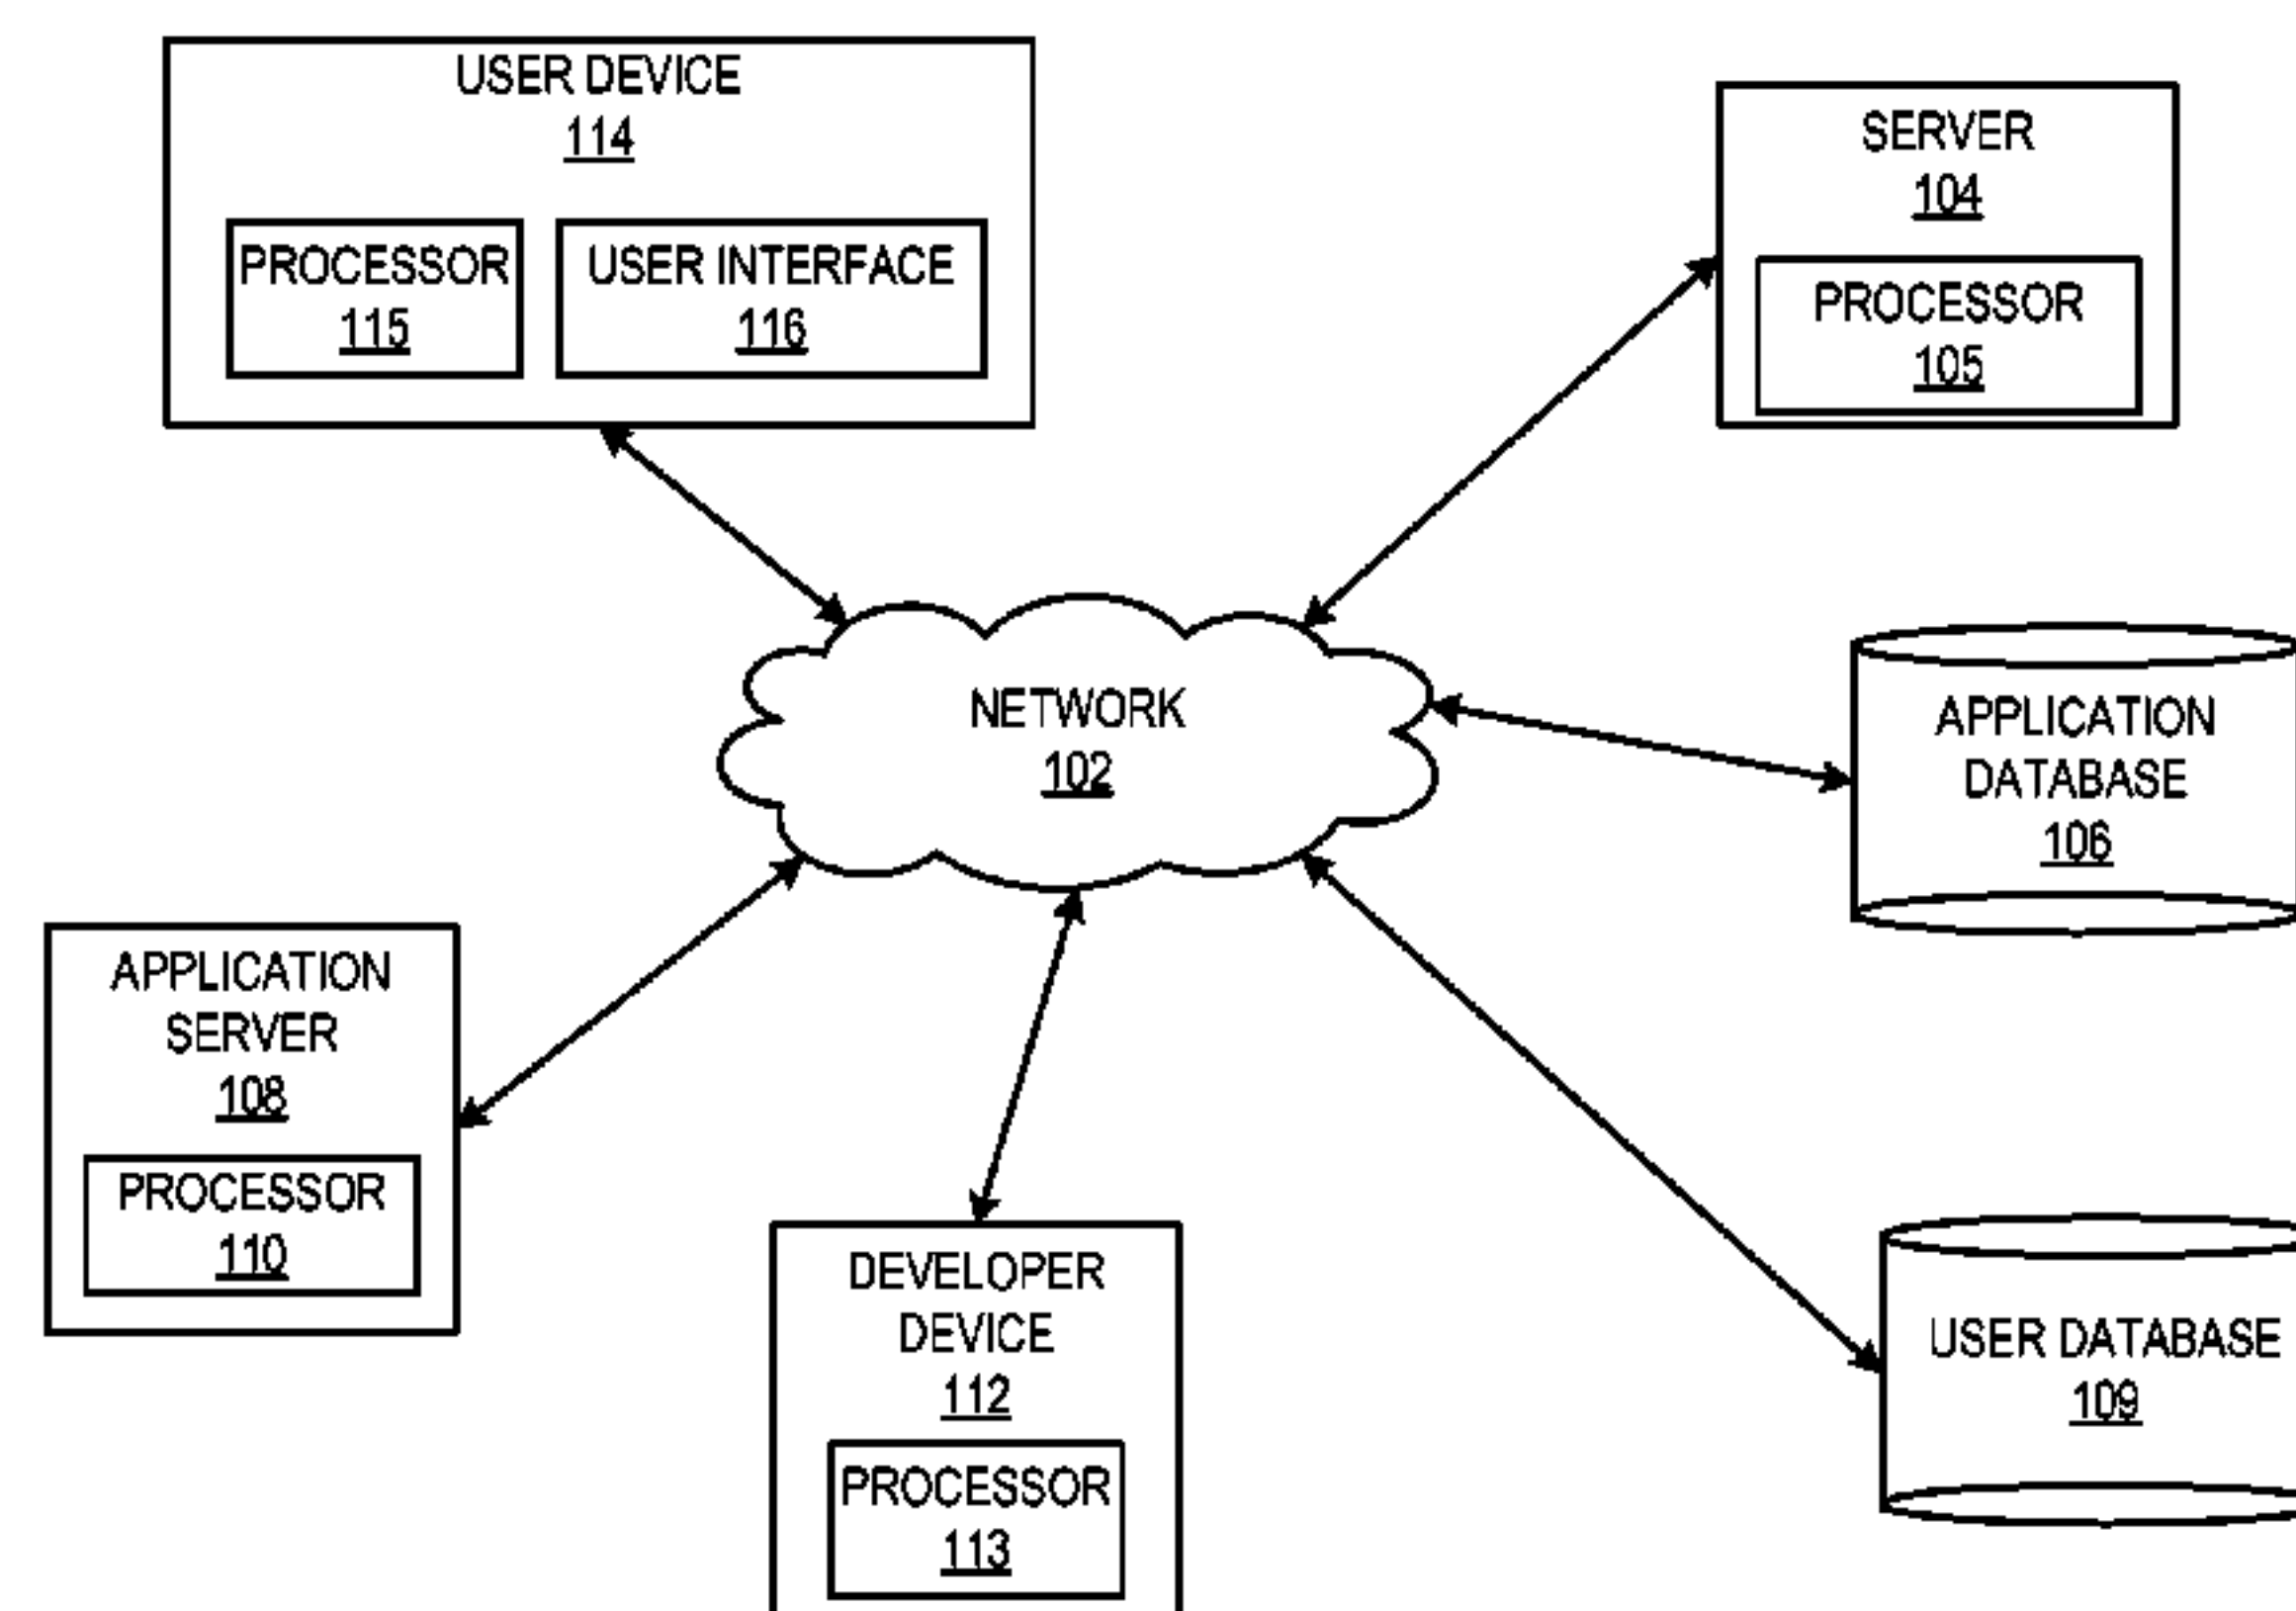 USER DEVICE
114
PROCESSOR
115
USER INTERFACE
116
SERVER
104
PROCESSOR
105
NETWORK
102
APPLICATION
DATABASE
106
APPLICATION
SERVER
108
PROCESSOR
110
DEVELOPER
DEVICE
112
PROCESSOR
113
USER DATABASE
109